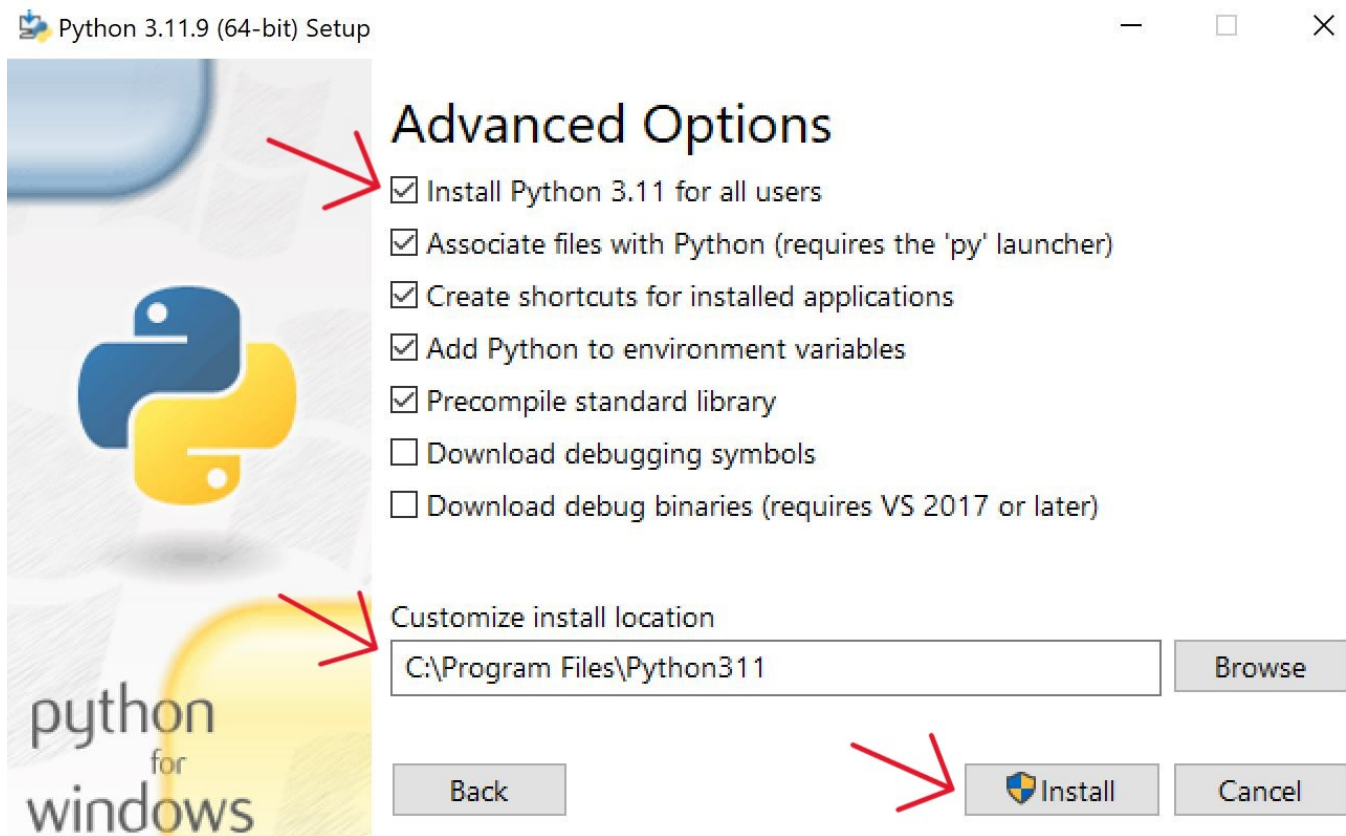 Python 3.11.9 (64-bit) Setup
Advanced Options
Install Python 3.11 for all users
Associate files with Python (requires the 'py' launcher)
Create shortcuts for installed applications
Add Python to environment variables
Precompile standard library
Download debugging symbols
Download debug binaries (requires VS 2017 or later)
Customize install location
C:\Program Files\Python311
Browse
python
for
windows
Back
Install
Cancel